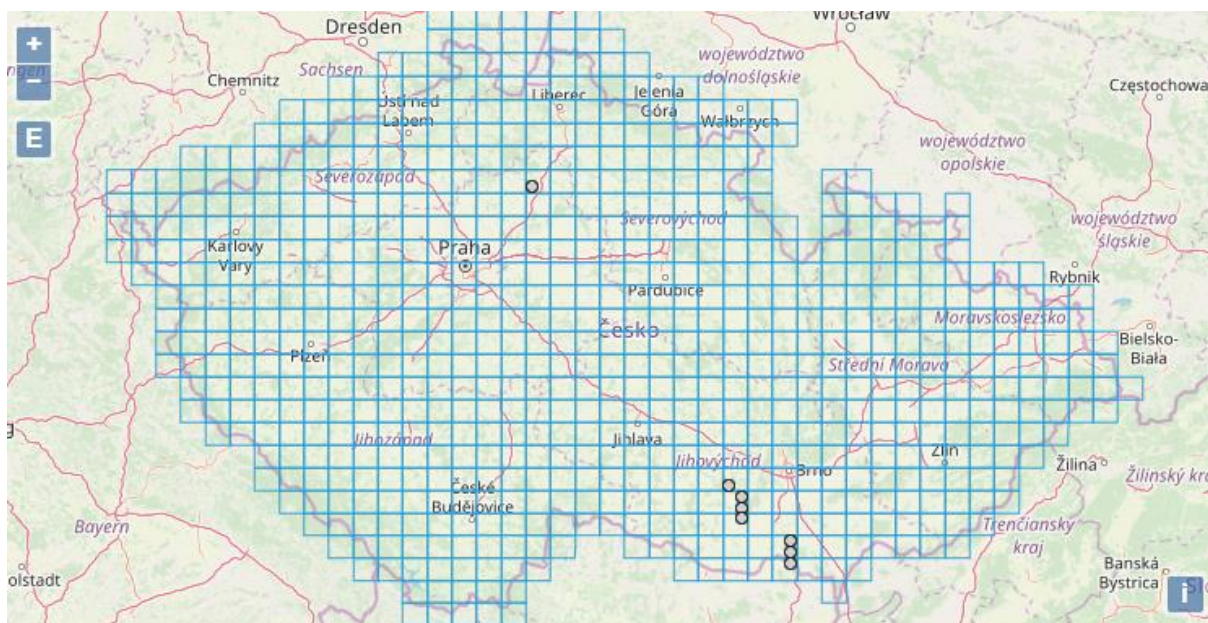 Dresden
Wrocław
+
województwo
dolnośląskie
Sachsen
Chemnitz
Jelenia
Góra
Częstochowa
−
Liberec
Ústí nad
Labem
Wałbrzych
E
województwo
opolskie
Severozápad
Severovýchod
województwo
śląskie
Karlovy
Vary
Praha
Rybnik
Pardubice
Moravskoslezsko
Česko
Bielsko-
Biała
Plzeň
Střední Morava
Jihozápad
Jihlava
Zlín
Jihovýchod
Brno
Žilina
Žilinský kra
České
Budějovice
Bayern
Trenčiansky
kraj
olstadt
Banská
Bystrica
i